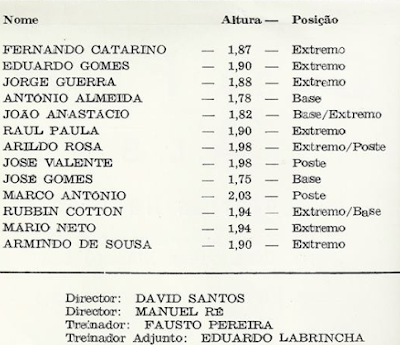 Nome Altura — Posição
FERNANDO CATARINO — 1,87 — Extremo
EDUARDO GOMES — 1,90 — Extremo
JORGE GUERRA — 1,88 — Extremo
ANTÓNIO ALMEIDA — 1,78 — Base
JOÃO ANASTÁCIO — 1,82 — Base/Extremo
RAUL PAULA — 1,90 — Extremo
ARILDO ROSA — 1,98 — Extremo/Poste
JOSE VALENTE — 1,98 — Poste
JOSÉ GOMES — 1,75 — Base
MARCO ANTÓNIO — 2,03 — Poste
RUBBIN COTTON — 1,94 — Extremo/Base
MÁRIO NETO — 1,94 — Extremo
ARMINDO DE SOUSA — 1,90 — Extremo
Director: DAVID SANTOS
Director: MANUEL RÉ
Treinador: FAUSTO PEREIRA
Treinador Adjunto: EDUARDO LABRINCHA